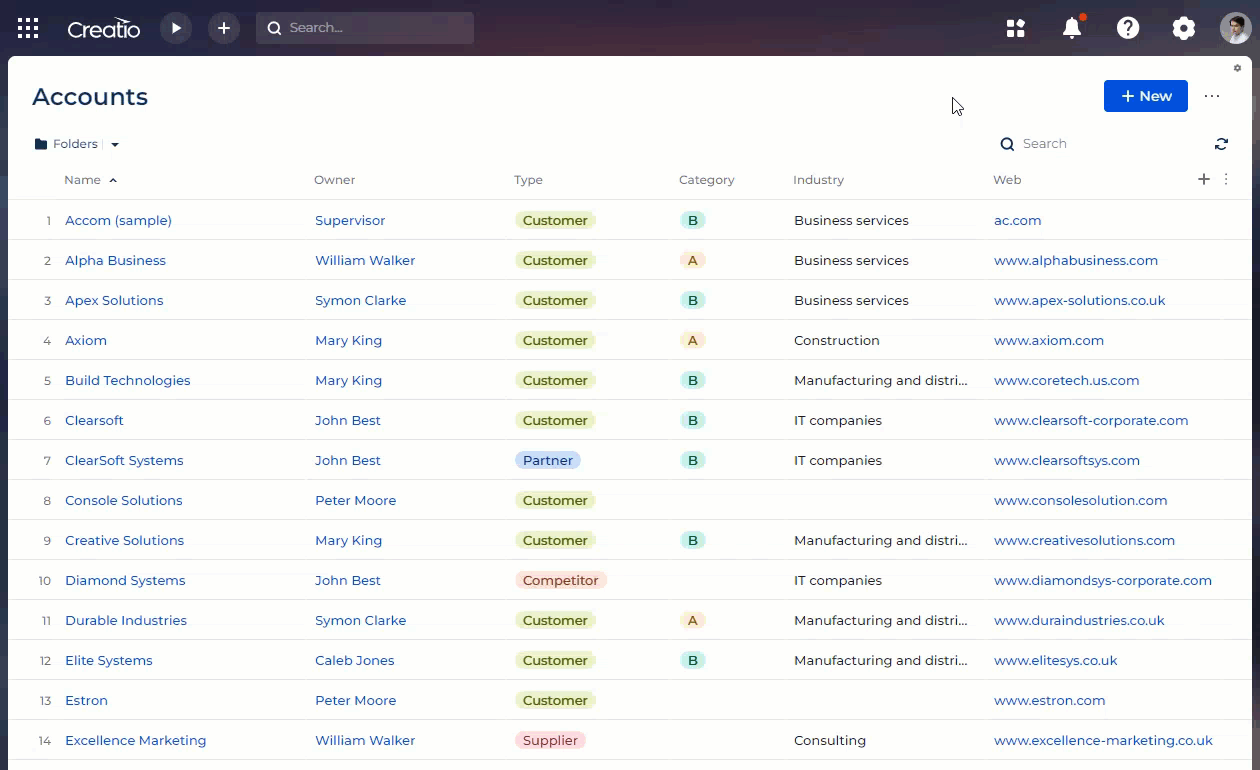 Creatio Search...
Accounts
+ New
Folders Search
Name Owner Type Category Industry Web
1 Accom (sample) Supervisor Customer B Business services ac.com
2 Alpha Business William Walker Customer A Business services www.alphabusiness.com
3 Apex Solutions Symon Clarke Customer B Business services www.apex-solutions.co.uk
4 Axiom Mary King Customer A Construction www.axiom.com
5 Build Technologies Mary King Customer B Manufacturing and distri... www.coretech.us.com
6 Clearsoft John Best Customer B IT companies www.clearsoft-corporate.com
7 ClearSoft Systems John Best Partner B IT companies www.clearsoftsys.com
8 Console Solutions Peter Moore Customer www.consolesolution.com
9 Creative Solutions Mary King Customer B Manufacturing and distri... www.creativesolutions.com
10 Diamond Systems John Best Competitor IT companies www.diamondsys-corporate.com
11 Durable Industries Symon Clarke Customer A Manufacturing and distri... www.duraindustries.co.uk
12 Elite Systems Caleb Jones Customer B Manufacturing and distri... www.elitesys.co.uk
13 Estron Peter Moore Customer www.estron.com
14 Excellence Marketing William Walker Supplier Consulting www.excellence-marketing.co.uk